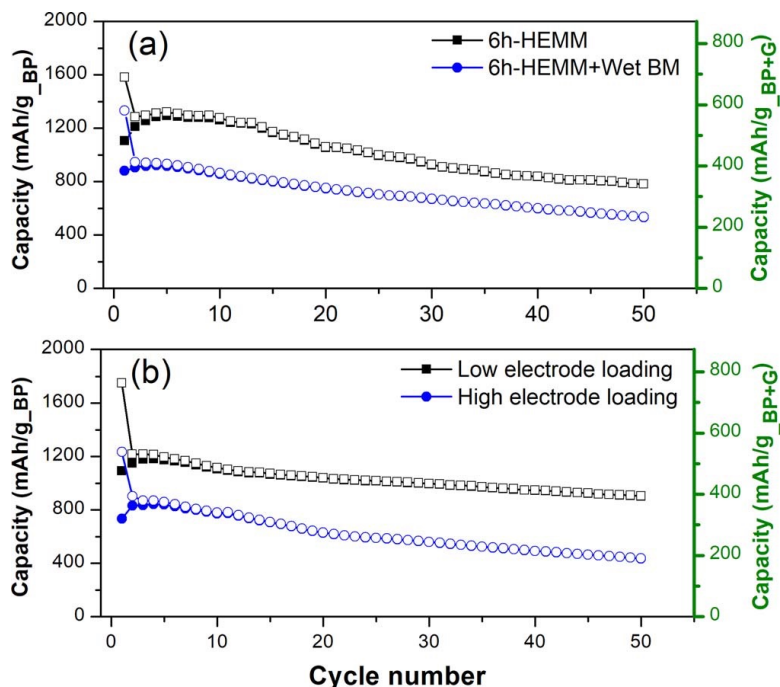 (a)
6h-HEMM
6h-HEMM+Wet BM
Capacity (mAh/g_BP)
2000
1600
1200
800
400
0
Capacity (mAh/g_BP+G)
800
600
400
200
0
0 10 20 30 40 50
(b)
Low electrode loading
High electrode loading
Capacity (mAh/g_BP)
2000
1600
1200
800
400
0
Capacity (mAh/g_BP+G)
800
600
400
200
0
0 10 20 30 40 50
Cycle number